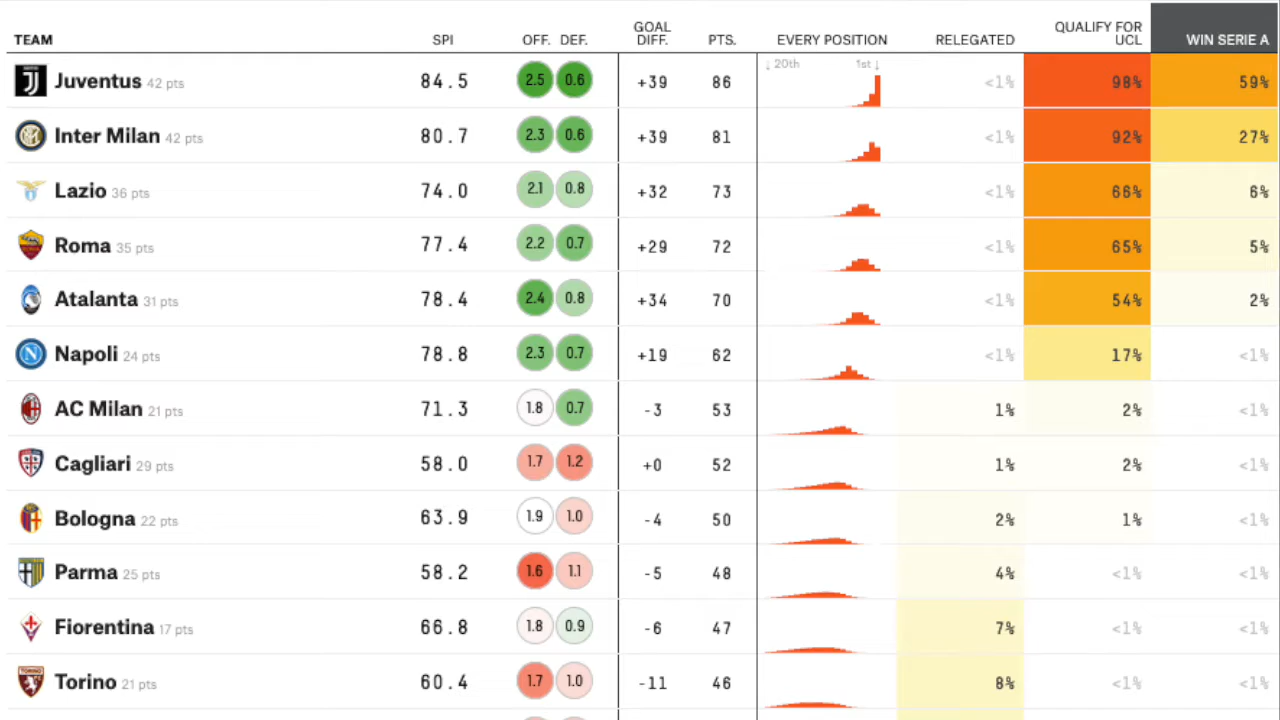 TEAM SPI OFF. DEF. GOAL DIFF. PTS. EVERY POSITION RELEGATED QUALIFY FOR UCL WIN SERIE A
↓ 20th 1st ↓
Juventus 42 pts 84.5 2.5 0.6 +39 86 <1% 98% 59%
Inter Milan 42 pts 80.7 2.3 0.6 +39 81 <1% 92% 27%
Lazio 36 pts 74.0 2.1 0.8 +32 73 <1% 66% 6%
Roma 35 pts 77.4 2.2 0.7 +29 72 <1% 65% 5%
Atalanta 31 pts 78.4 2.4 0.8 +34 70 <1% 54% 2%
Napoli 24 pts 78.8 2.3 0.7 +19 62 <1% 17% <1%
AC Milan 21 pts 71.3 1.8 0.7 -3 53 1% 2% <1%
Cagliari 29 pts 58.0 1.7 1.2 +0 52 1% 2% <1%
Bologna 22 pts 63.9 1.9 1.0 -4 50 2% 1% <1%
Parma 25 pts 58.2 1.6 1.1 -5 48 4% <1% <1%
Fiorentina 17 pts 66.8 1.8 0.9 -6 47 7% <1% <1%
Torino 21 pts 60.4 1.7 1.0 -11 46 8% <1% <1%